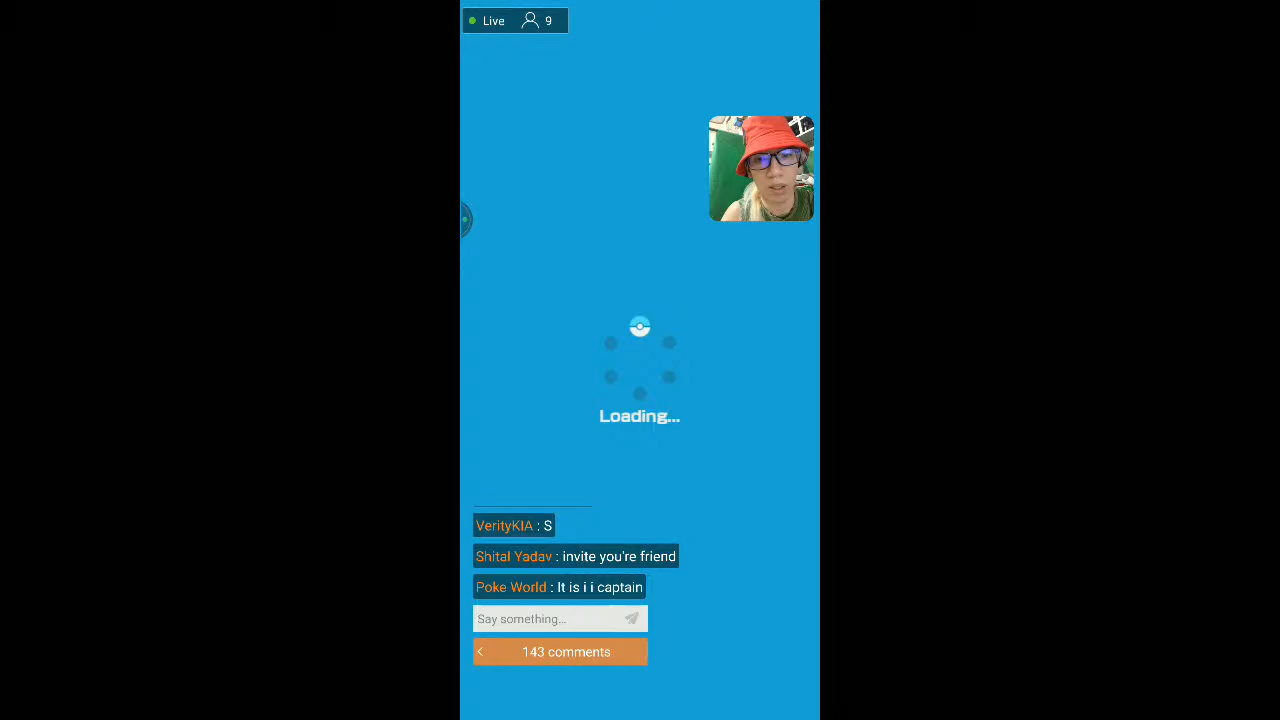 Live 9
Loading...
VerityKIA : S
Shital Yadav : invite you're friend
Poke World : It is i i captain
Say something...
143 comments